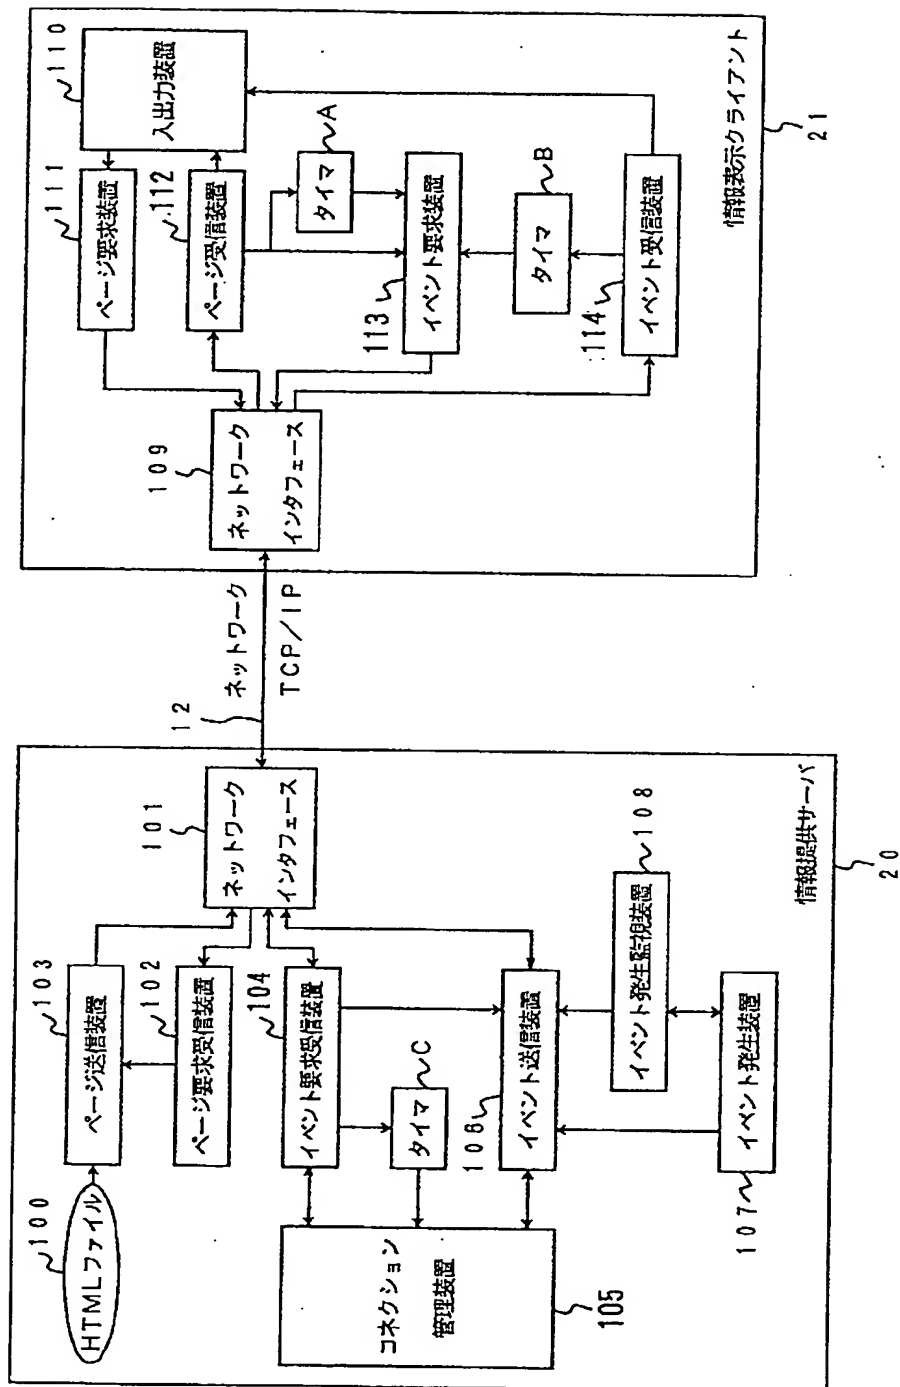 100
HTMLファイル
103
ページ送信装置
102
ページ要求受信装置
104
イベント要求受信装置
タイマ
C
コネクション
管理装置
105
106
イベント送信装置
イベント発生監視装置
108
107
イベント発生装置
101
ネットワーク
インタフェース
情報提供サーバ
20
12
ネットワーク
TCP/IP
109
ネットワーク
インタフェース
111
ページ要求装置
112
ページ受信装置
110
入出力装置
タイマ
A
113
イベント要求装置
タイマ
B
114
イベント受信装置
情報表示クライアント
21